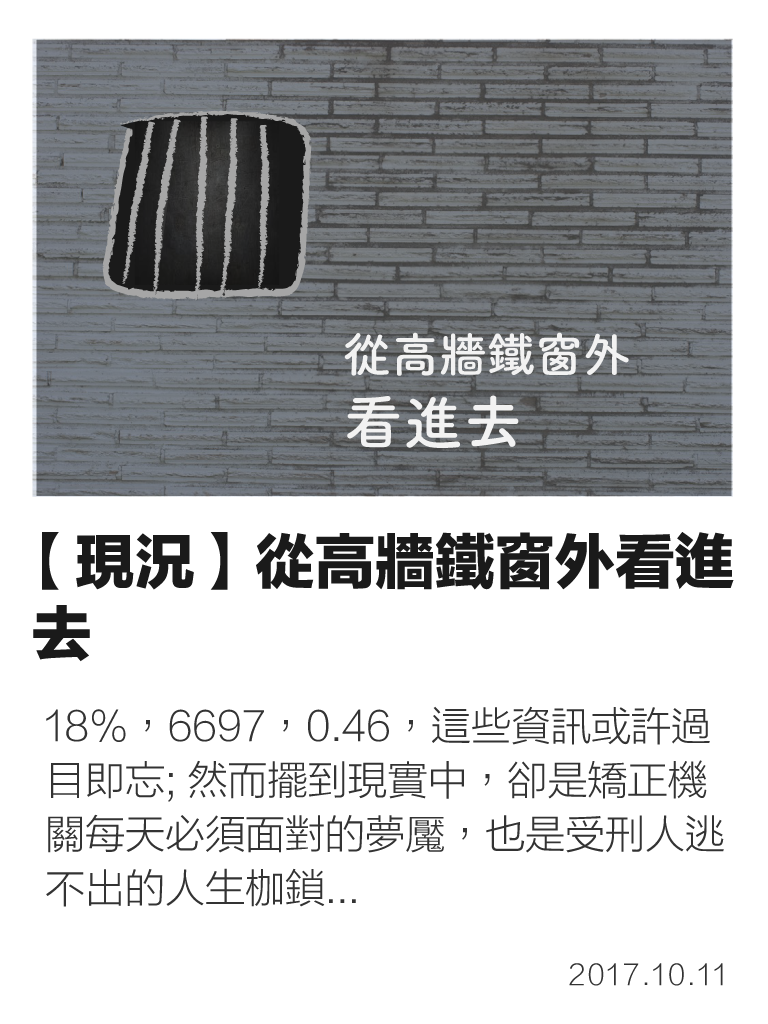 從高牆鐵窗外
看進去
【現況】從高牆鐵窗外看進
去
18%,6697,0.46,這些資訊或許過
目即忘; 然而擺到現實中,卻是矯正機
關每天必須面對的夢魘,也是受刑人逃
不出的人生枷鎖...
2017.10.11